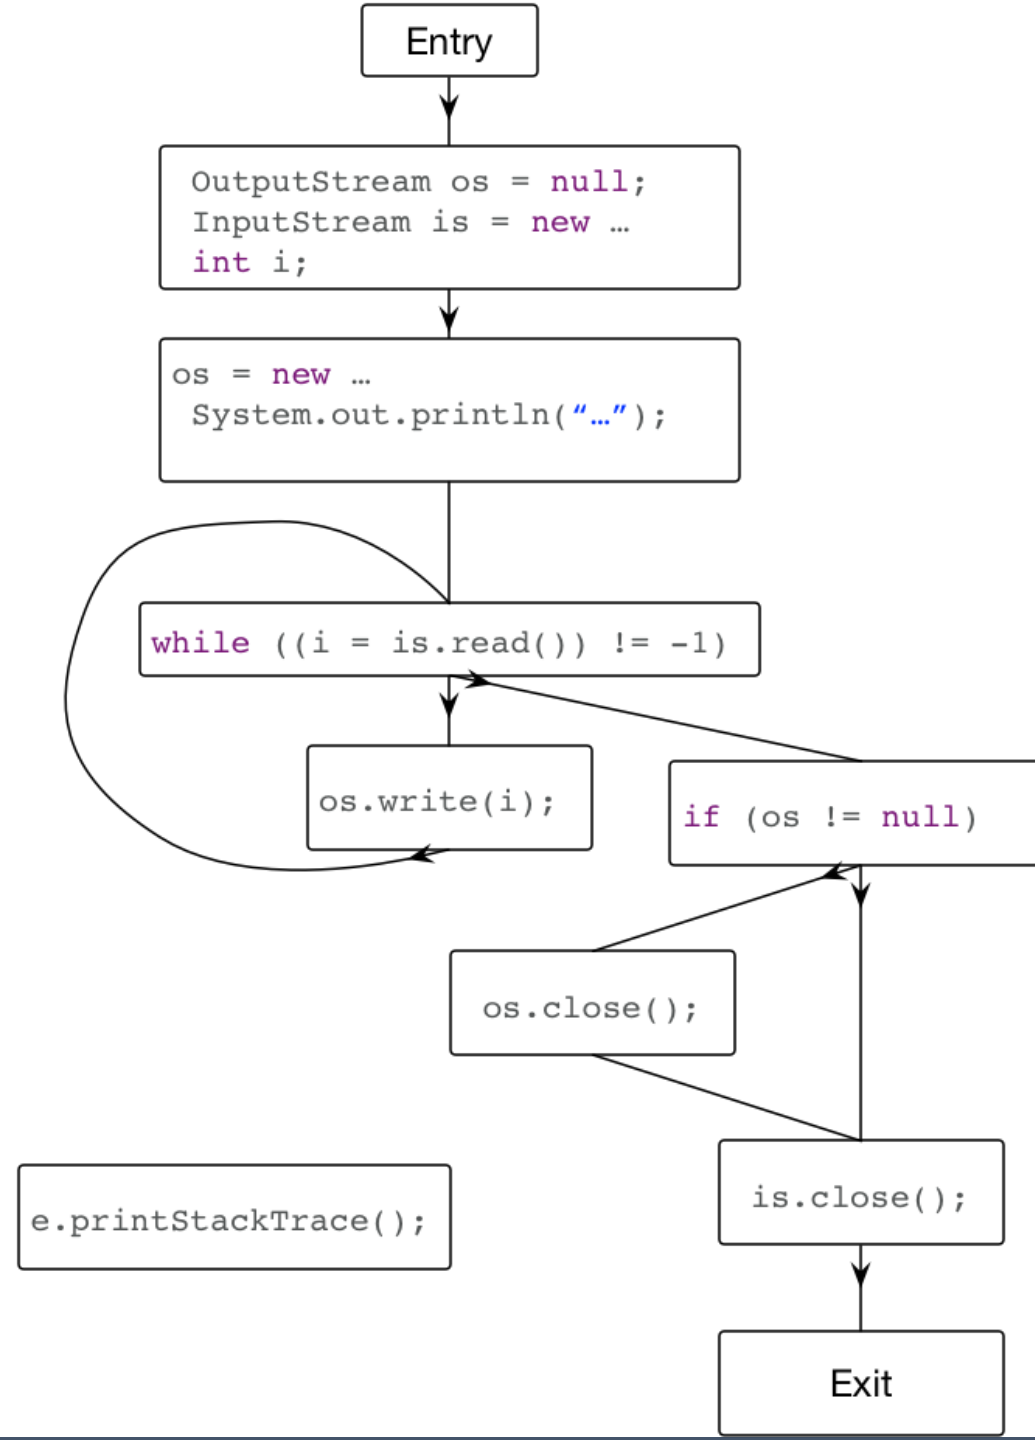 Entry
OutputStream os = null;
InputStream is = new …
int i;
os = new …
System.out.println(“…”);
while ((i = is.read()) != -1)
os.write(i);
if (os != null)
os.close();
is.close();
e.printStackTrace();
Exit